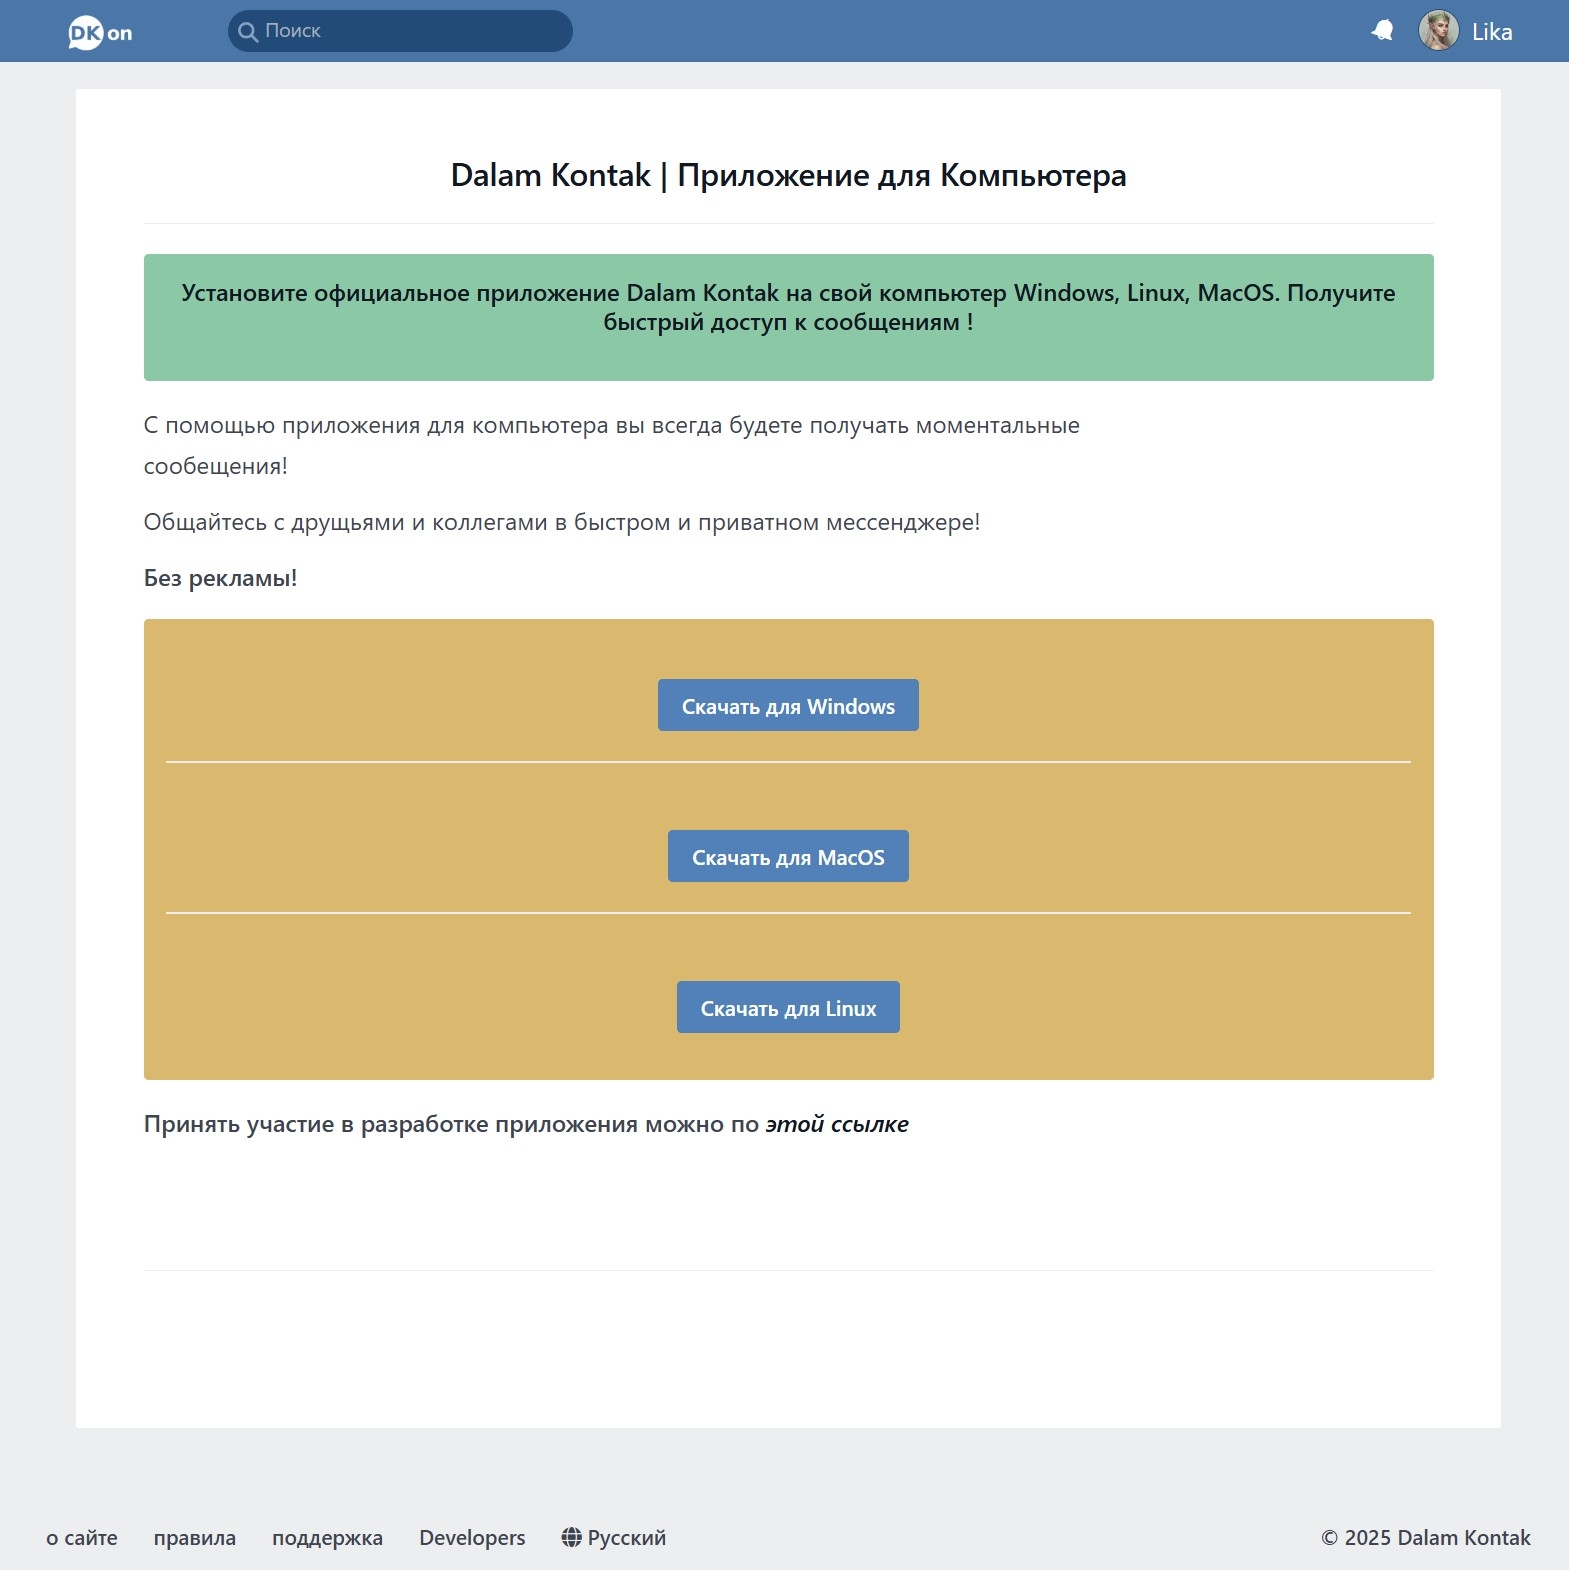 DK on
Поиск
Lika
Dalam Kontak | Приложение для Компьютера
Установите официальное приложение Dalam Kontak на свой компьютер Windows, Linux, MacOS. Получите
быстрый доступ к сообщениям !
С помощью приложения для компьютера вы всегда будете получать моментальные
сообещения!
Общайтесь с друщьями и коллегами в быстром и приватном мессенджере!
Без рекламы!
Скачать для Windows
Скачать для MacOS
Скачать для Linux
Принять участие в разработке приложения можно по этой ссылке
о сайте правила поддержка Developers Русский © 2025 Dalam Kontak